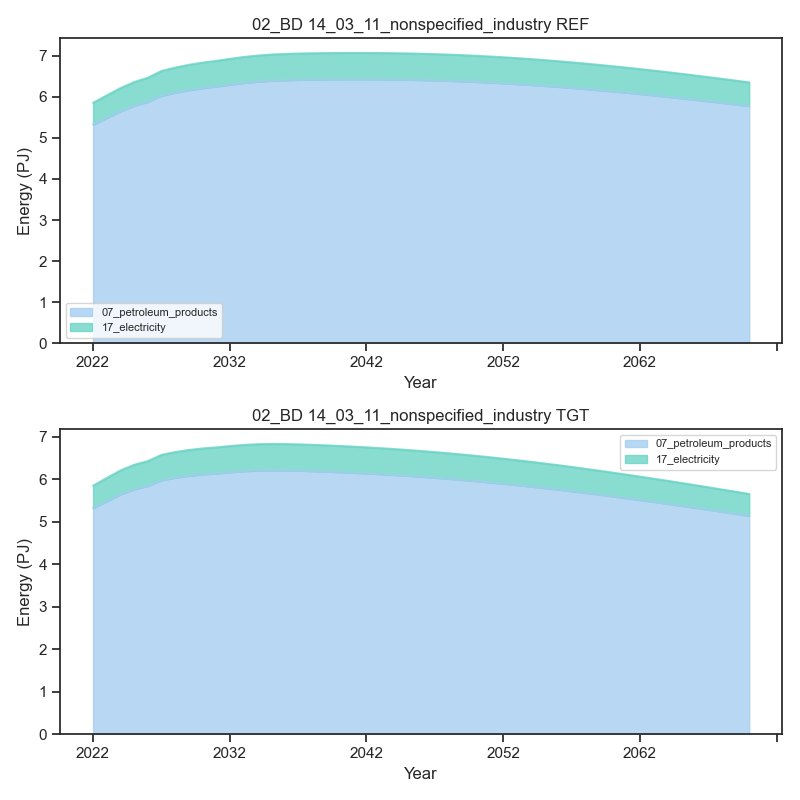 02_BD 14_03_11_nonspecified_industry REF
7
6
5
4
3
2
1
0
Energy (PJ)
07_petroleum_products
17_electricity
2022 2032 2042 2052 2062
Year
02_BD 14_03_11_nonspecified_industry TGT
7
6
5
4
3
2
1
0
Energy (PJ)
07_petroleum_products
17_electricity
2022 2032 2042 2052 2062
Year